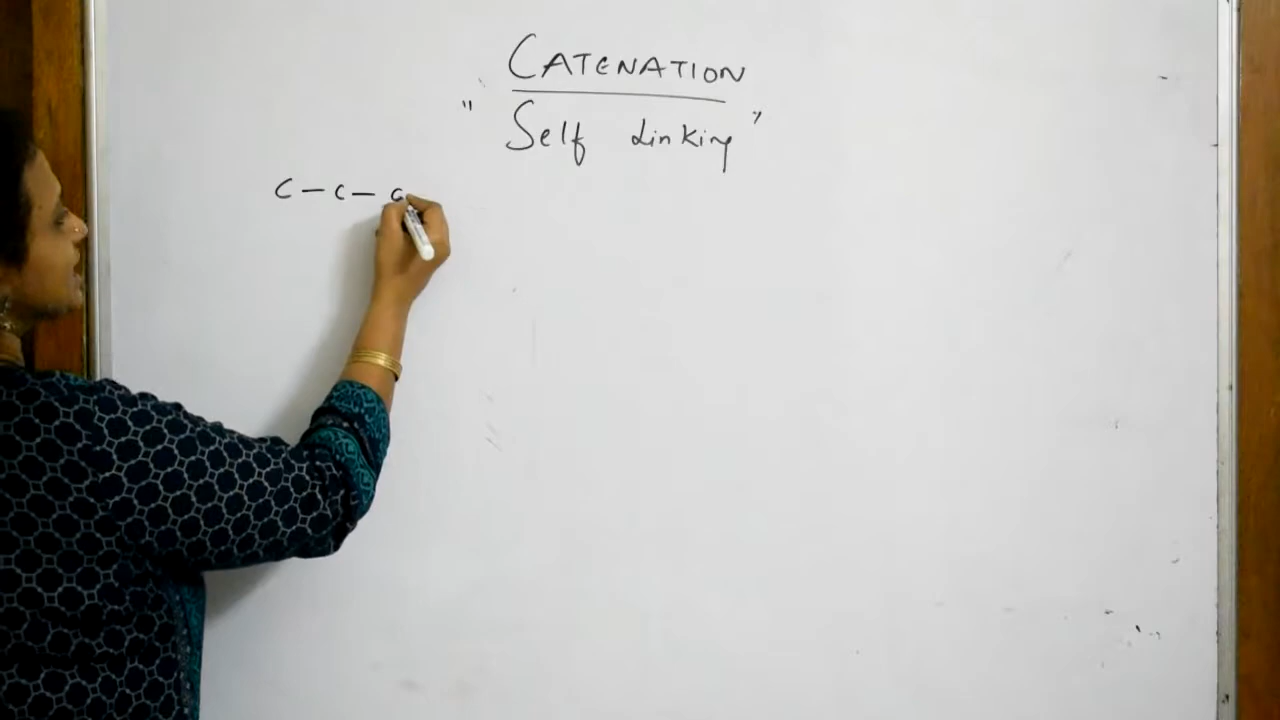 CATENATION
"Self Linking"
C — C — C